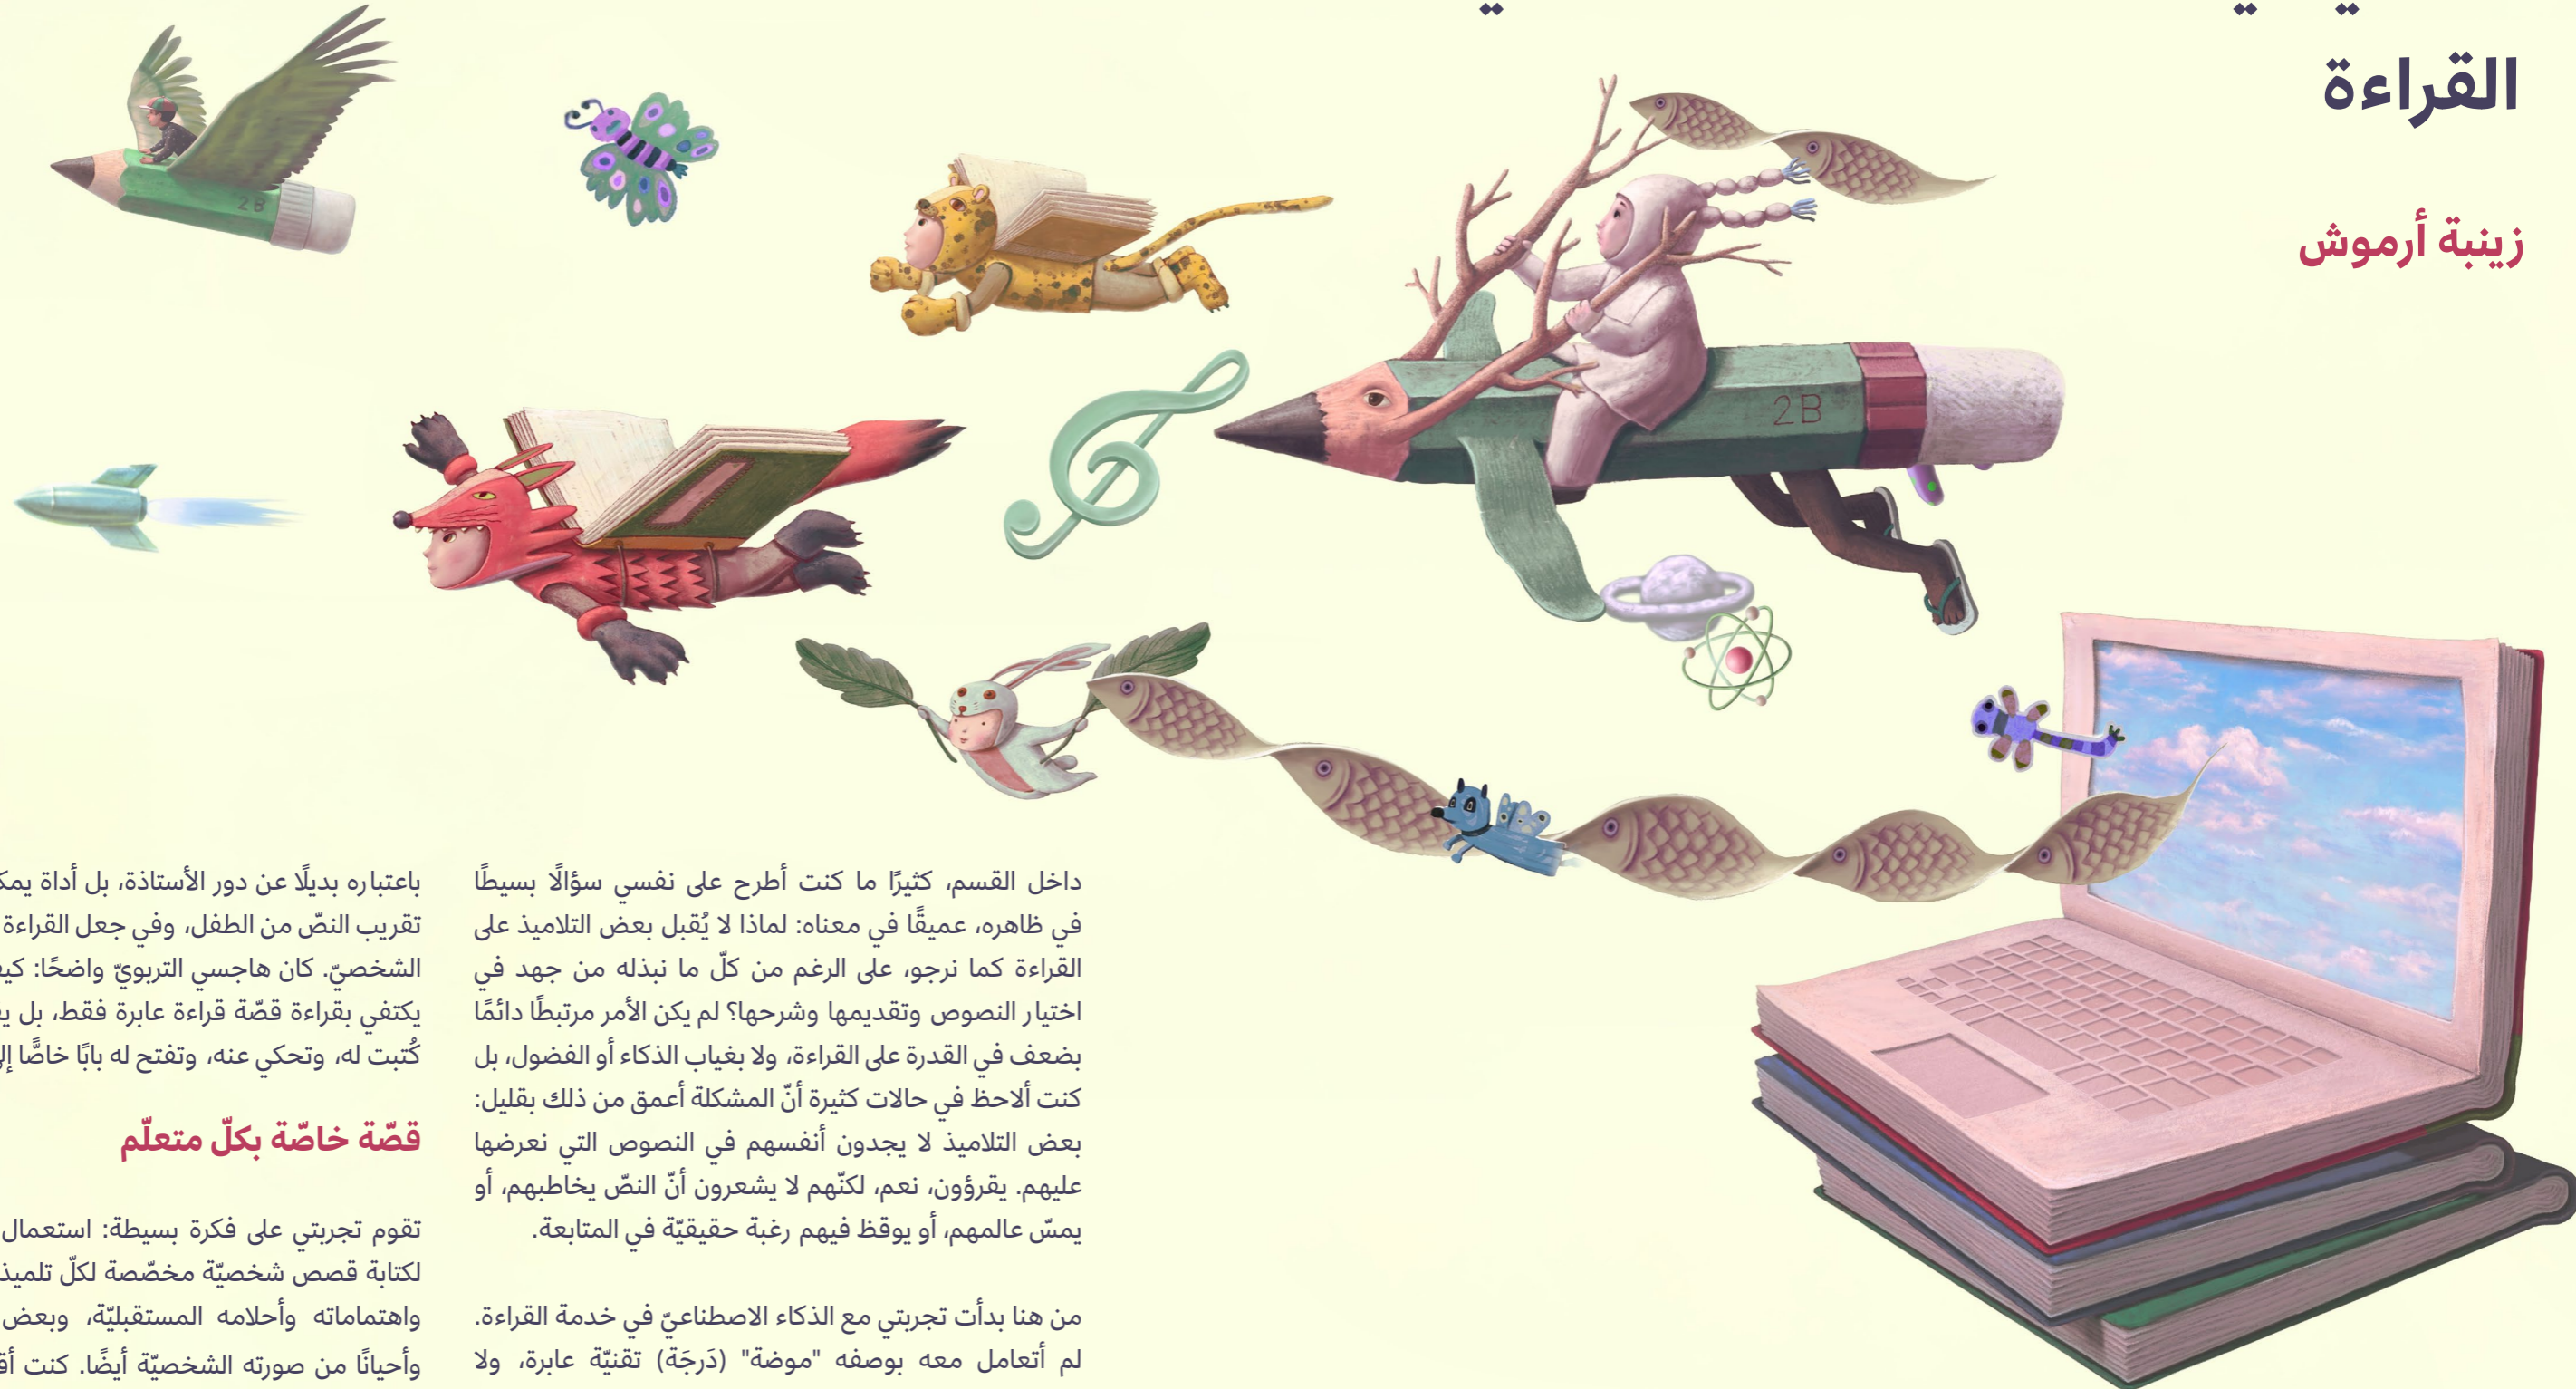 القراءة
زينبة أرموش
2B
2B
داخل القسم، كثيرًا ما كنت أطرح على نفسي سؤالًا بسيطًا
في ظاهره، عميقًا في معناه: لماذا لا يُقبل بعض التلاميذ على
القراءة كما نرجو، على الرغم من كلّ ما نبذله من جهد في
اختيار النصوص وتقديمها وشرحها؟ لم يكن الأمر مرتبطًا دائمًا
بضعف في القدرة على القراءة، ولا بغياب الذكاء أو الفضول، بل
كنت ألاحظ في حالات كثيرة أنّ المشكلة أعمق من ذلك بقليل:
بعض التلاميذ لا يجدون أنفسهم في النصوص التي نعرضها
عليهم. يقرؤون، نعم، لكنّهم لا يشعرون أنّ النصّ يخاطبهم، أو
يمسّ عالمهم، أو يوقظ فيهم رغبة حقيقيّة في المتابعة.
من هنا بدأت تجربتي مع الذكاء الاصطناعيّ في خدمة القراءة.
لم أتعامل معه بوصفه "موضة" (دَرجَة) تقنيّة عابرة، ولا
باعتباره بديلًا عن دور الأستاذة، بل أداة
تقريب النصّ من الطفل، وفي جعل القراءة
الشخصيّ. كان هاجسي التربويّ واضحًا:
يكتفي بقراءة قصّة قراءة عابرة فقط، بل
كُتبت له، وتحكي عنه، وتفتح له بابًا خاصًّا
قصّة خاصّة بكلّ متعلّم
تقوم تجربتي على فكرة بسيطة: استعمال
لكتابة قصص شخصيّة مخصّصة لكلّ تلميذ
واهتماماته وأحلامه المستقبليّة، وبعض
وأحيانًا من صورته الشخصيّة أيضًا. كنت